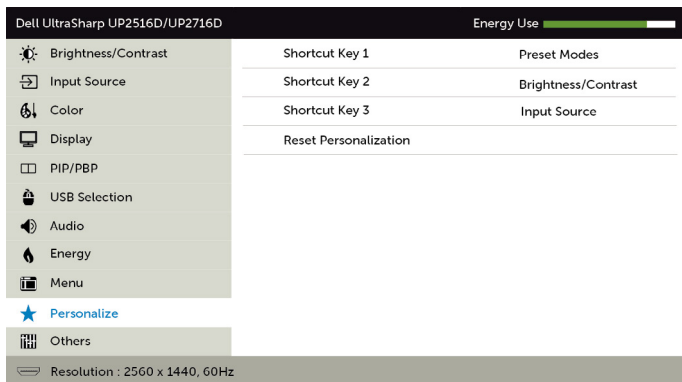 Dell UltraSharp UP2516D/UP2716D Energy Use
Brightness/Contrast Shortcut Key 1 Preset Modes
Input Source Shortcut Key 2 Brightness/Contrast
Color Shortcut Key 3 Input Source
Display Reset Personalization
PIP/PBP
USB Selection
Audio
Energy
Menu
Personalize
Others
Resolution : 2560 x 1440, 60Hz